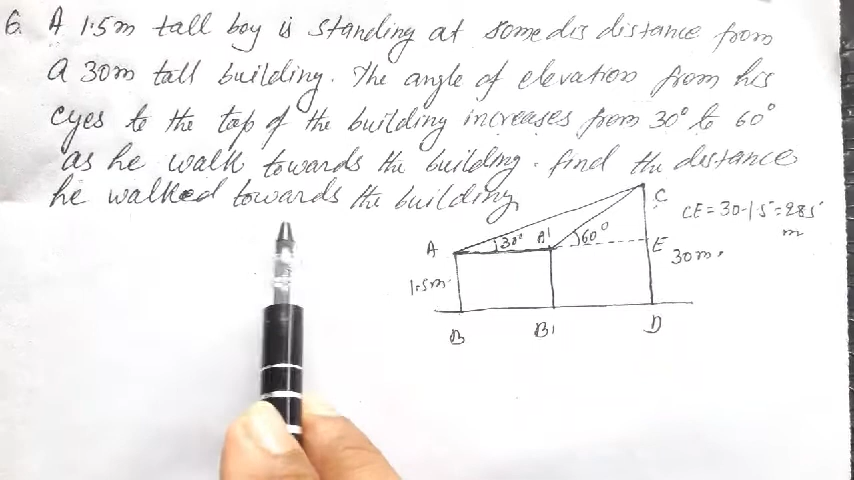 6. A 1.5m tall boy is standing at some dis distance from
a 30m tall building. The angle of elevation from his
eyes to the top of the building increases from 30° to 60°
as he walk towards the building. find the distance
he walked towards the building.
C
CE = 30-1.5 = 28.5
m
A 30° A' 60° E
30m.
1.5m
B B' D